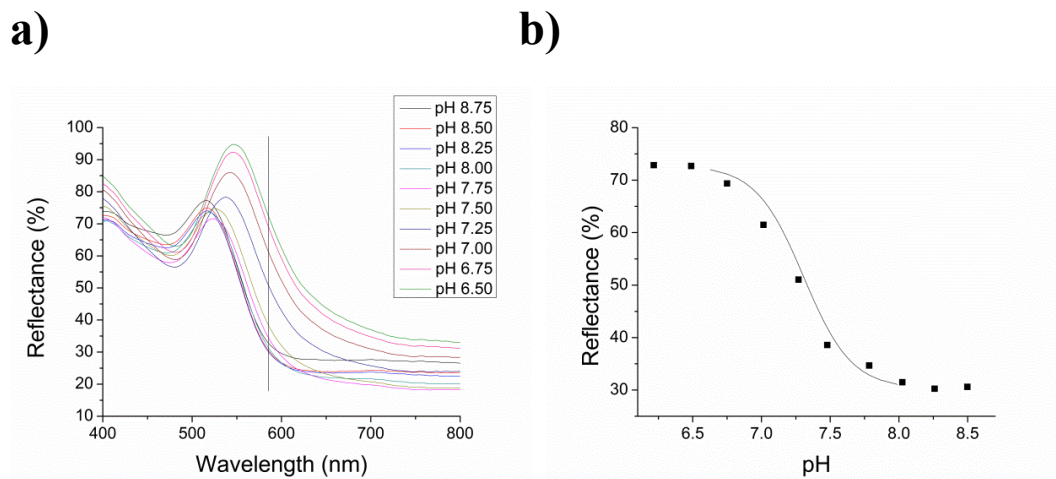 a)
b)
pH 8.75
pH 8.50
pH 8.25
pH 8.00
pH 7.75
pH 7.50
pH 7.25
pH 7.00
pH 6.75
pH 6.50
100
90
80
70
60
50
40
30
20
10
400
500
600
700
800
Reflectance (%)
Wavelength (nm)
80
70
60
50
40
30
6.5
7.0
7.5
8.0
8.5
Reflectance (%)
pH